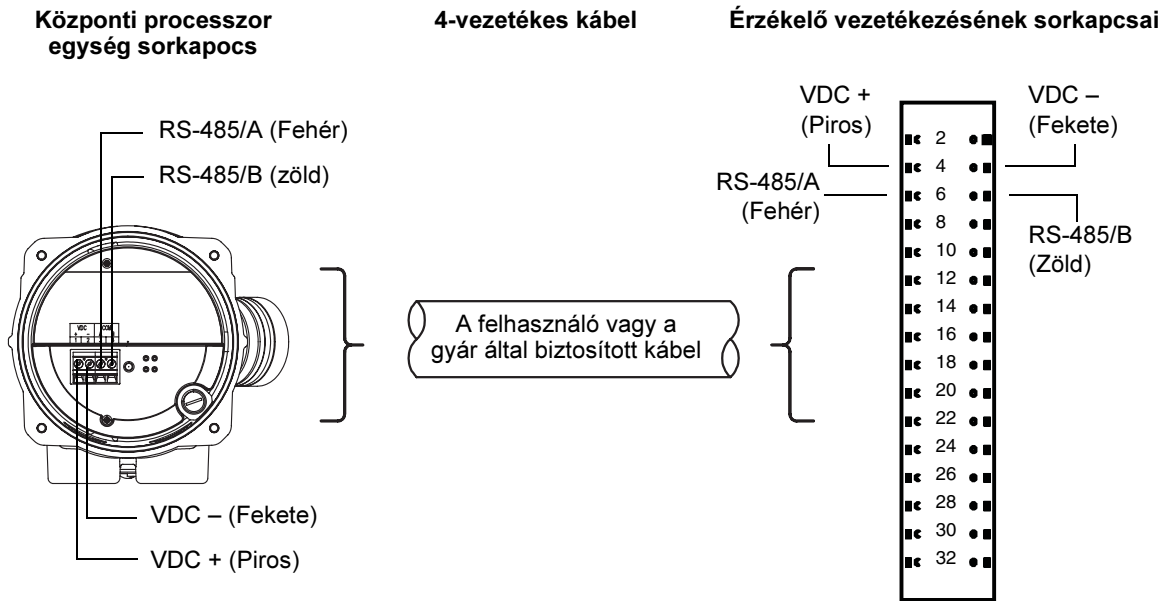 Központi processzor
egység sorkapocs
4-vezetékes kábel
Érzékelő vezetékezésének sorkapcsai
RS-485/A (Fehér)
RS-485/B (zöld)
VDC
+ -
1 2
VDC – (Fekete)
VDC + (Piros)
A felhasználó vagy a
gyár által biztosított kábel
VDC +
(Piros)
VDC –
(Fekete)
RS-485/A
(Fehér)
RS-485/B
(Zöld)
2
4
6
8
10
12
14
16
18
20
22
24
26
28
30
32